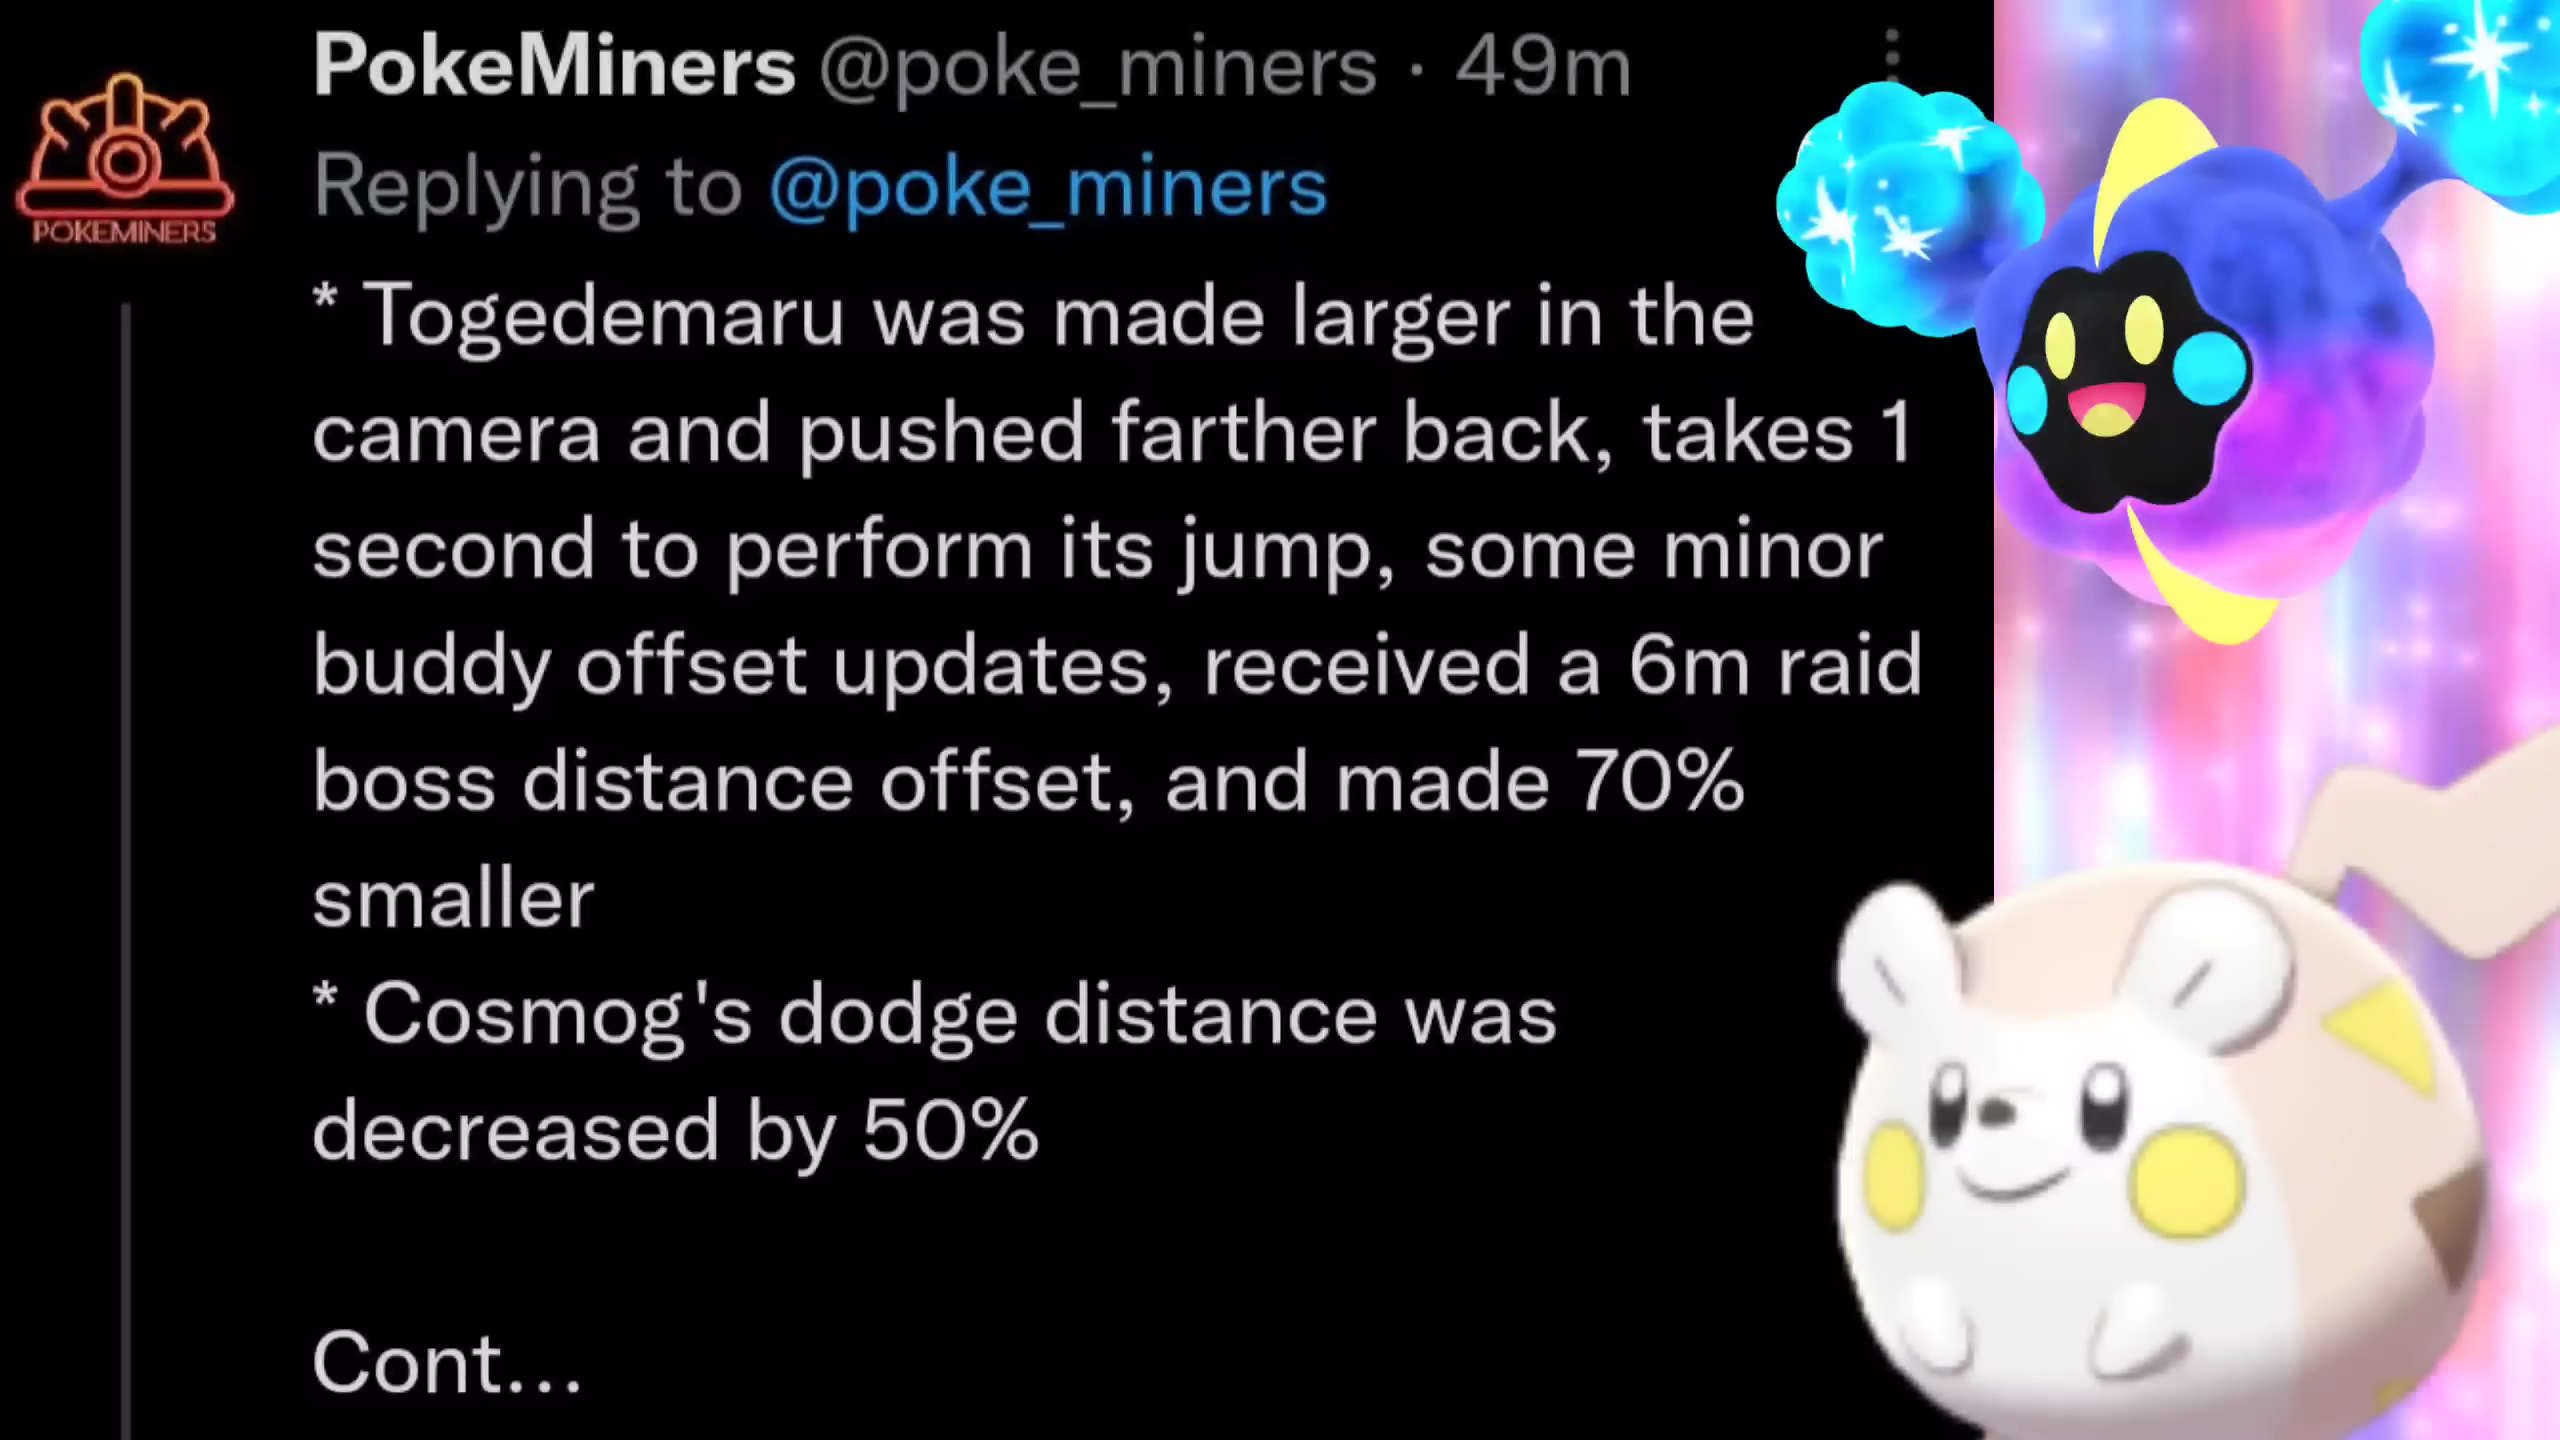 PokeMiners @poke_miners · 49m
POKEMINERS
Replying to @poke_miners
* Togedemaru was made larger in the
camera and pushed farther back, takes 1
second to perform its jump, some minor
buddy offset updates, received a 6m raid
boss distance offset, and made 70%
smaller
* Cosmog's dodge distance was
decreased by 50%
Cont...